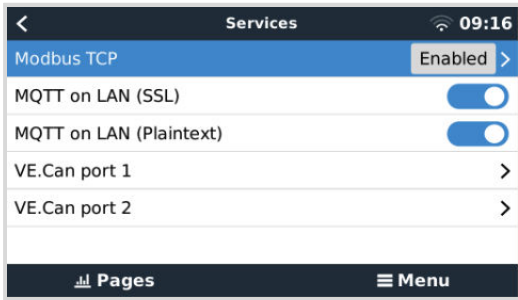 Services 09:16
Modbus TCP Enabled
MQTT on LAN (SSL)
MQTT on LAN (Plaintext)
VE.Can port 1
VE.Can port 2
Pages Menu